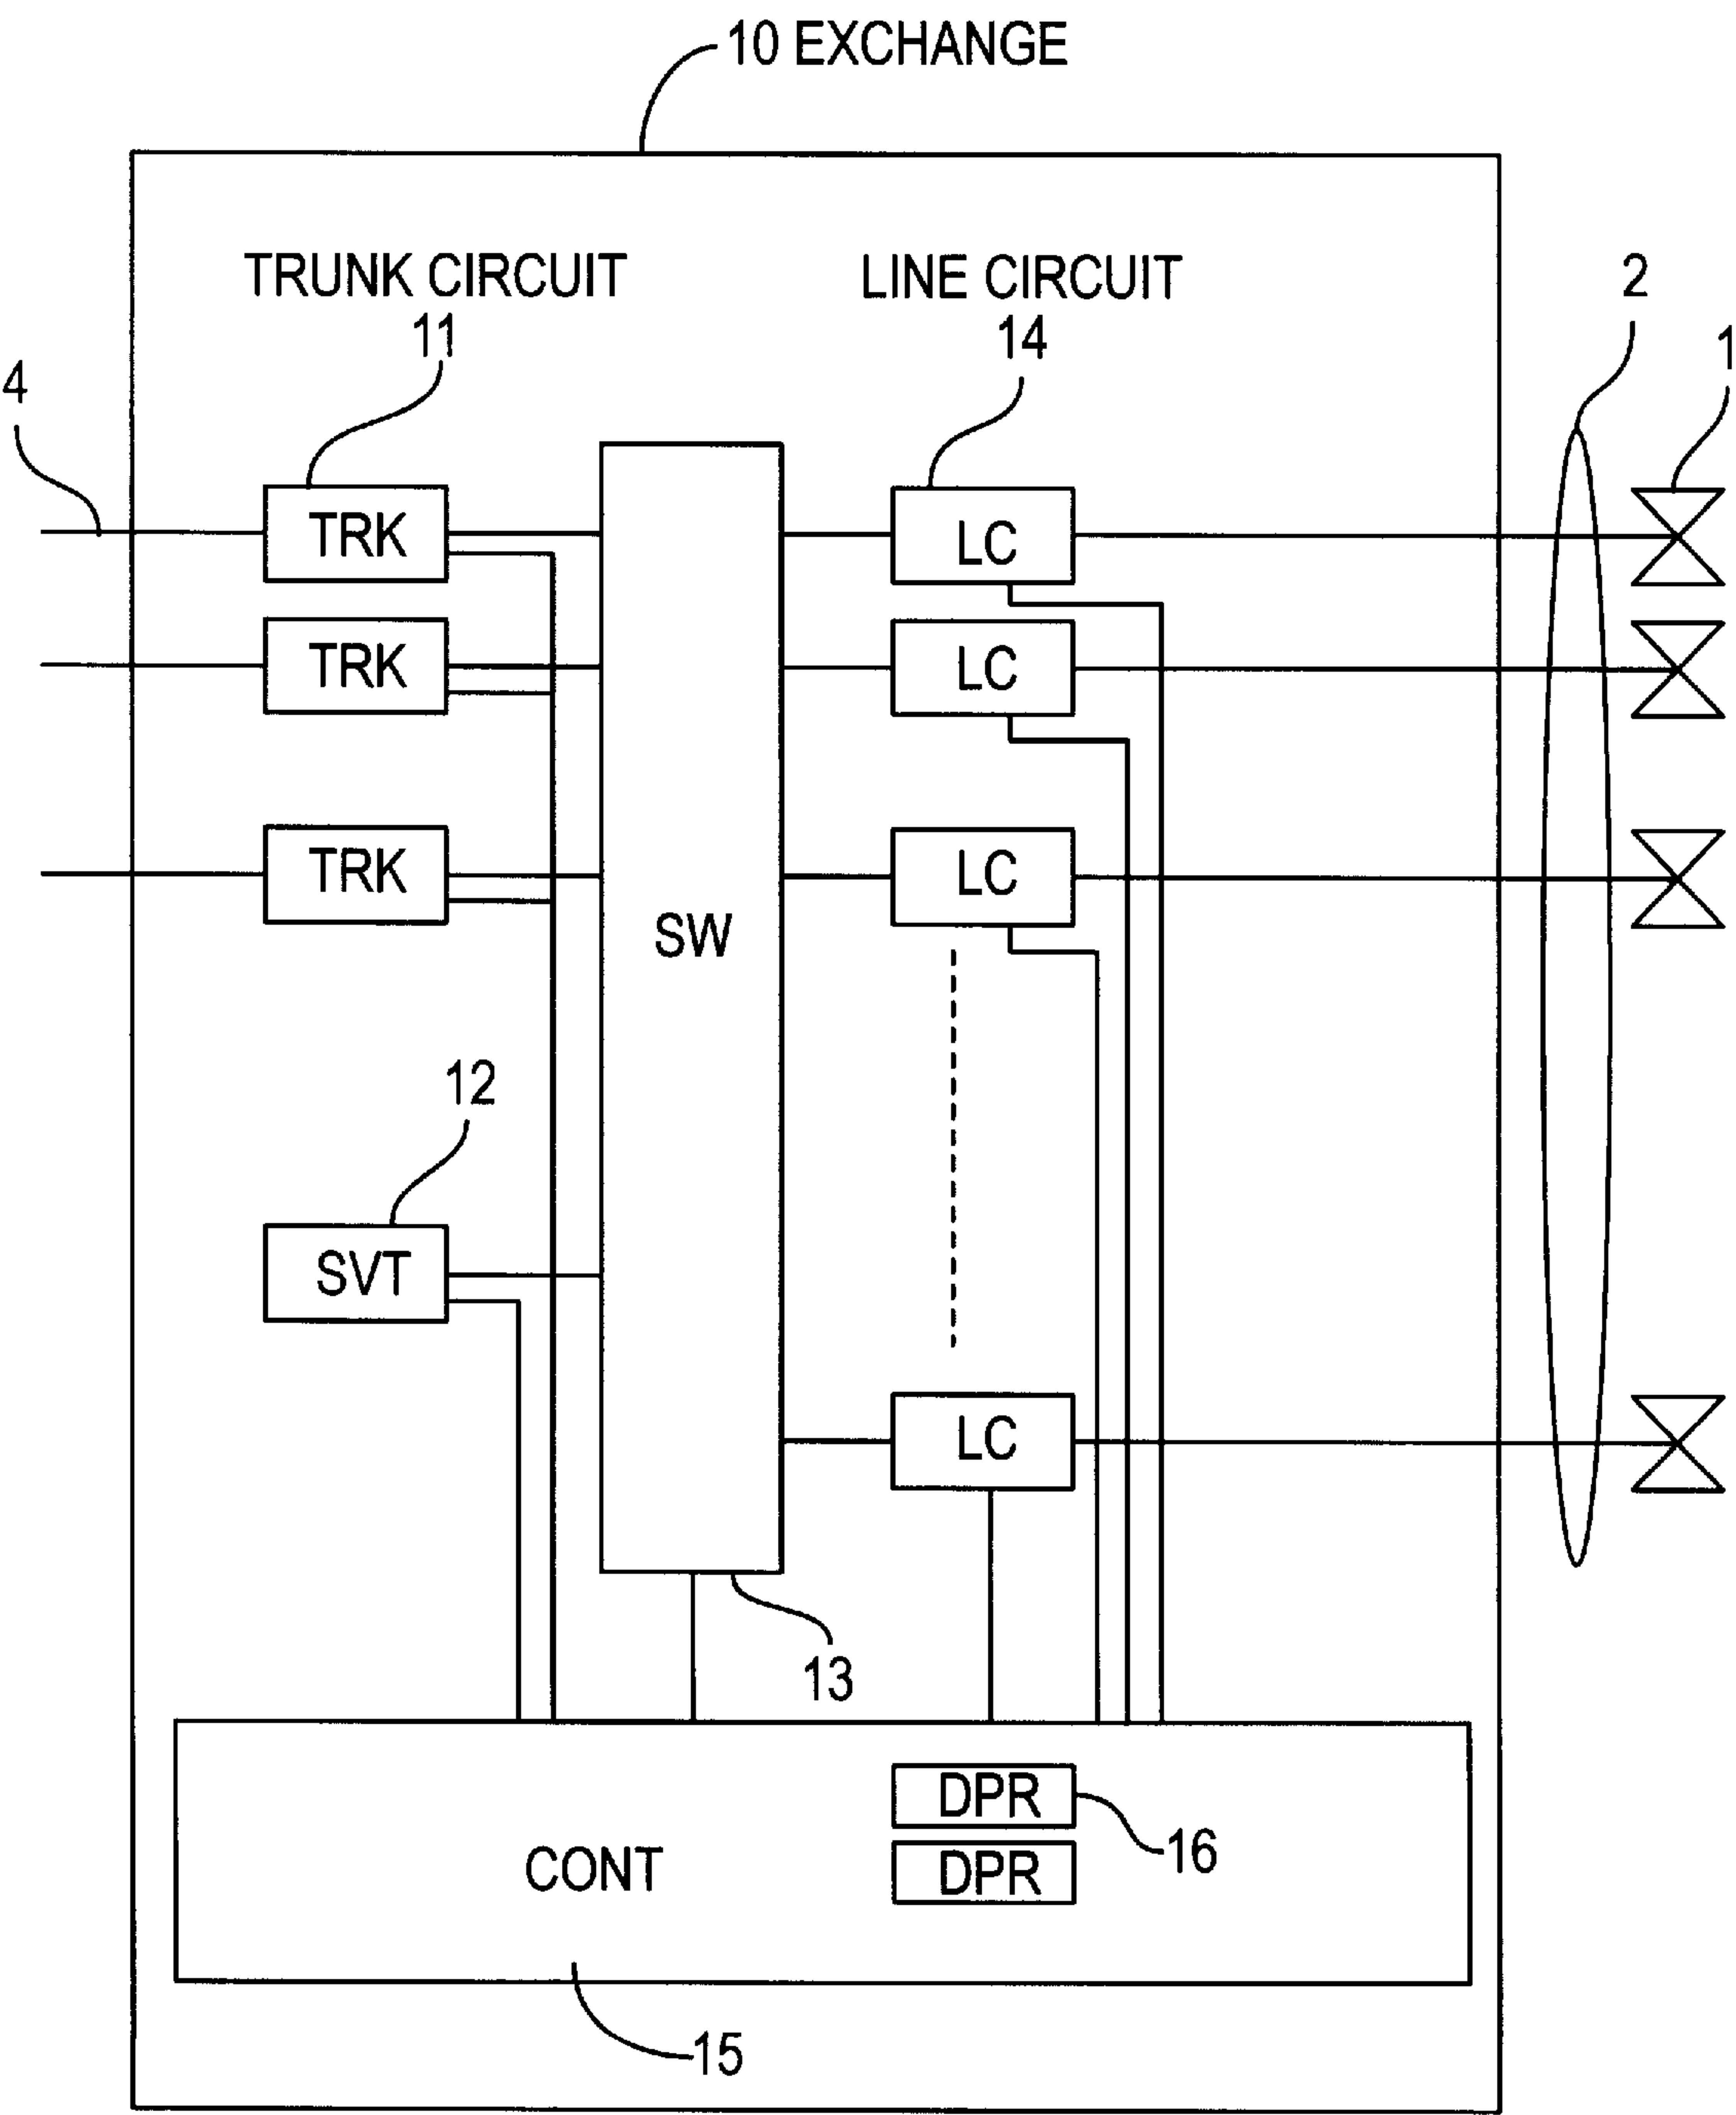 10 EXCHANGE
TRUNK CIRCUIT
11
LINE CIRCUIT
14
2
1
4
TRK
LC
TRK
LC
TRK
LC
SW
12
SVT
LC
13
DPR
16
CONT
DPR
15